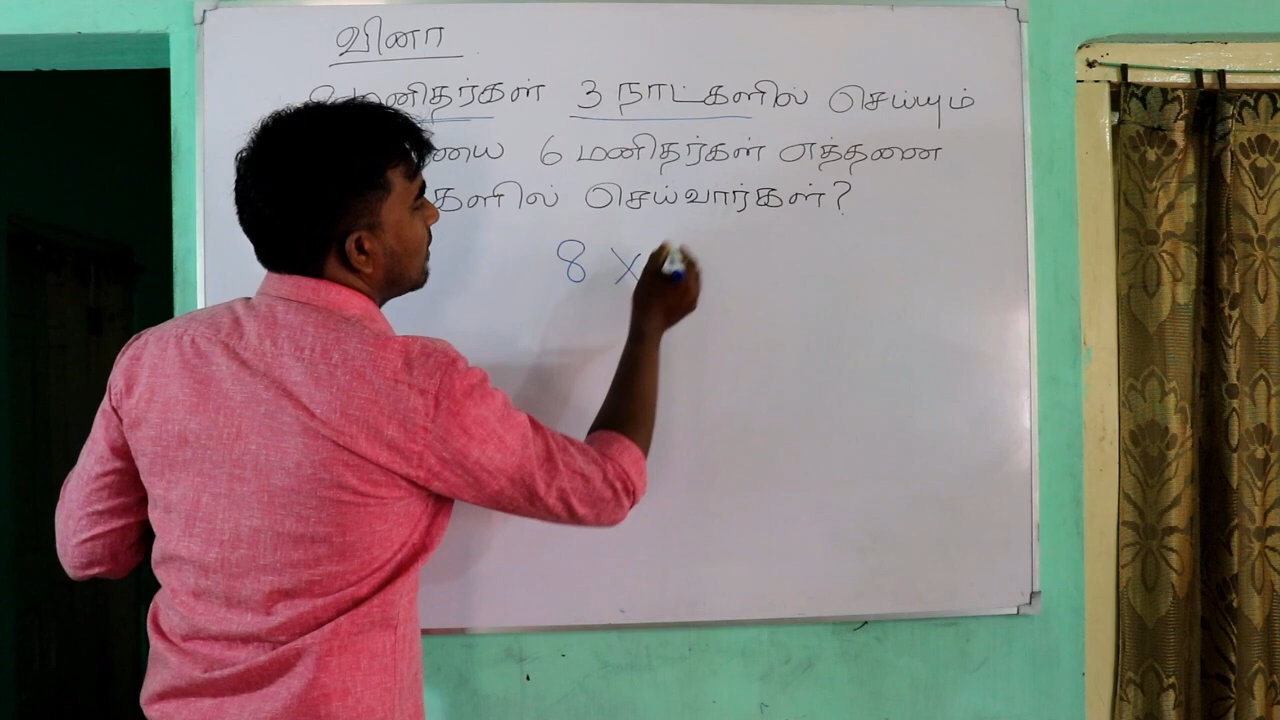 வினா
மனிதர்கள் 3 நாட்களில் செய்யும்
6 மனிதர்கள் எத்தனை
களில் செய்வார்கள்?
8 ×